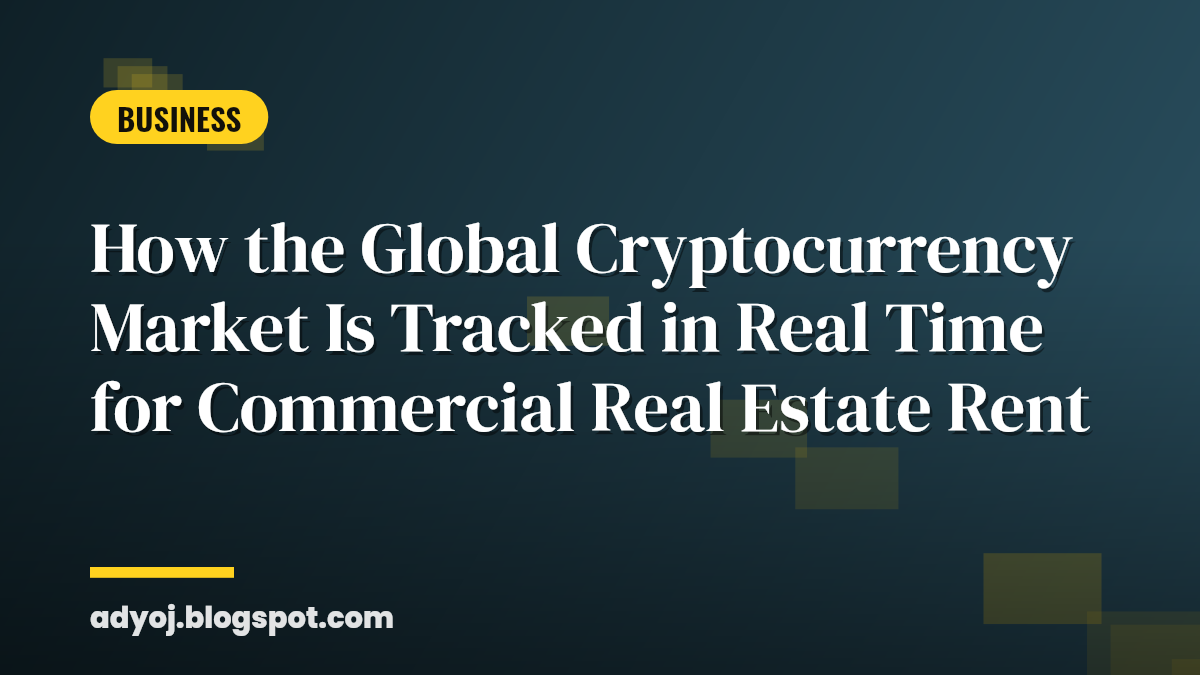 BUSINESS
How the Global Cryptocurrency
Market Is Tracked in Real Time
for Commercial Real Estate Rent
adyoj.blogspot.com